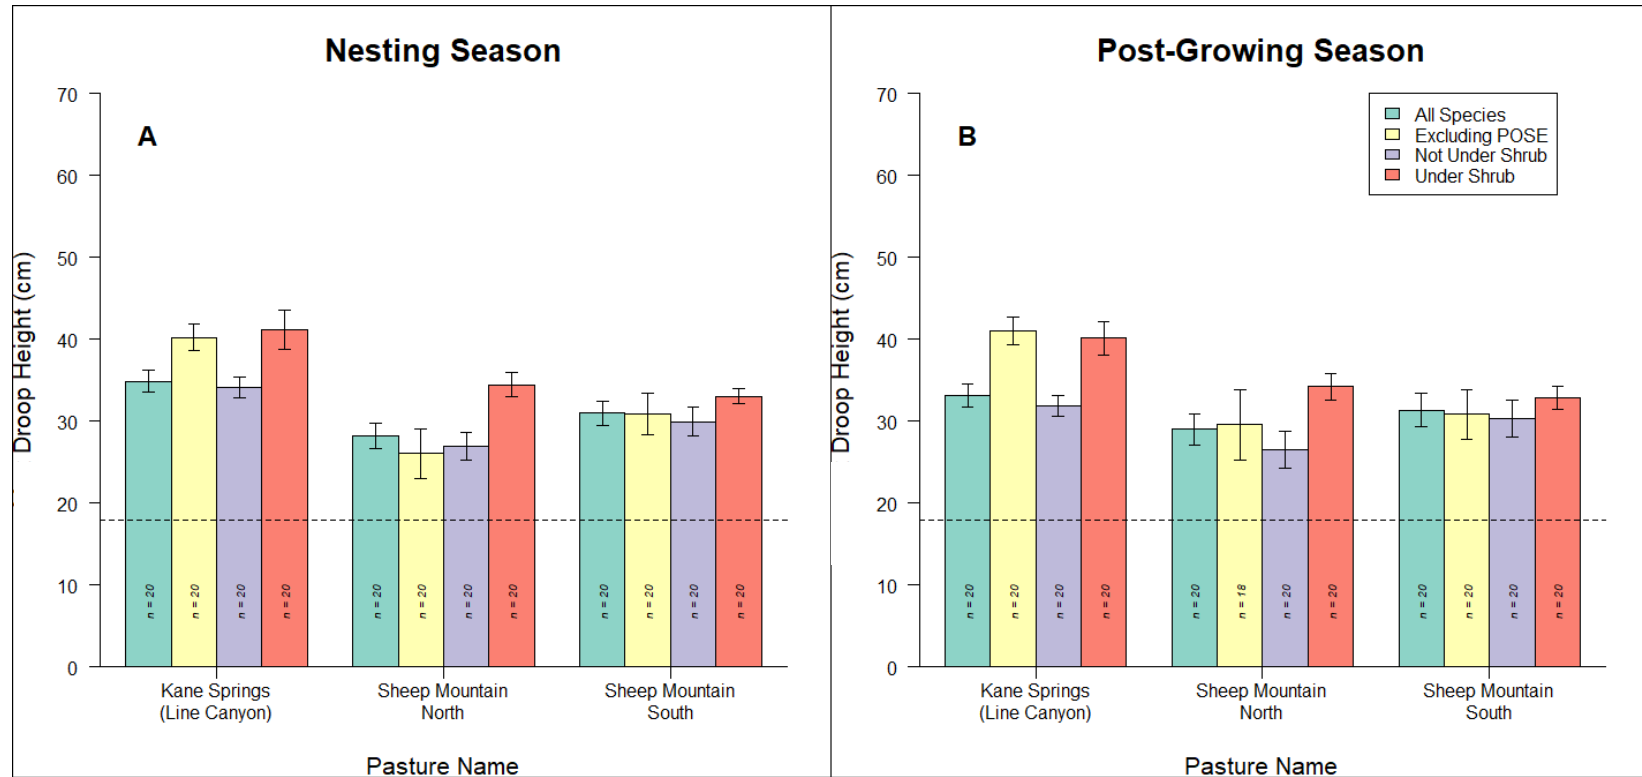 Nesting Season
70
60
50
40
30
20
10
0
Droop Height (cm)
A
n = 20
n = 20
n = 20
n = 20
n = 20
n = 20
n = 20
n = 20
n = 20
n = 20
n = 20
n = 20
Kane Springs
(Line Canyon)
Sheep Mountain
North
Sheep Mountain
South
Pasture Name
Post-Growing Season
70
60
50
40
30
20
10
0
Droop Height (cm)
B
All Species
Excluding POSE
Not Under Shrub
Under Shrub
n = 20
n = 20
n = 20
n = 20
n = 20
n = 18
n = 20
n = 20
n = 20
n = 20
n = 20
n = 20
Kane Springs
(Line Canyon)
Sheep Mountain
North
Sheep Mountain
South
Pasture Name